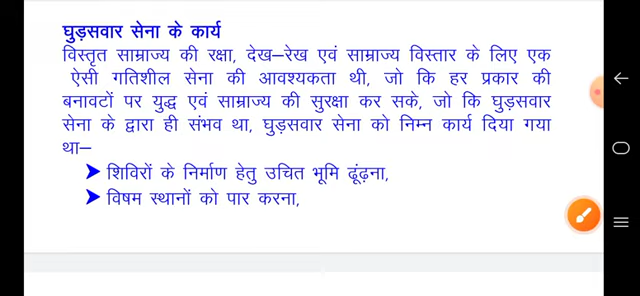 घुड़सवार सेना के कार्य
विस्तृत साम्राज्य की रक्षा, देख–रेख एवं साम्राज्य विस्तार के लिए एक
ऐसी गतिशील सेना की आवश्यकता थी, जो कि हर प्रकार की
बनावटों पर युद्ध एवं साम्राज्य की सुरक्षा कर सके, जो कि घुड़सवार
सेना के द्वारा ही संभव था, घुड़सवार सेना को निम्न कार्य दिया गया
था–
➤ शिविरों के निर्माण हेतु उचित भूमि ढूंढ़ना,
➤ विषम स्थानों को पार करना,